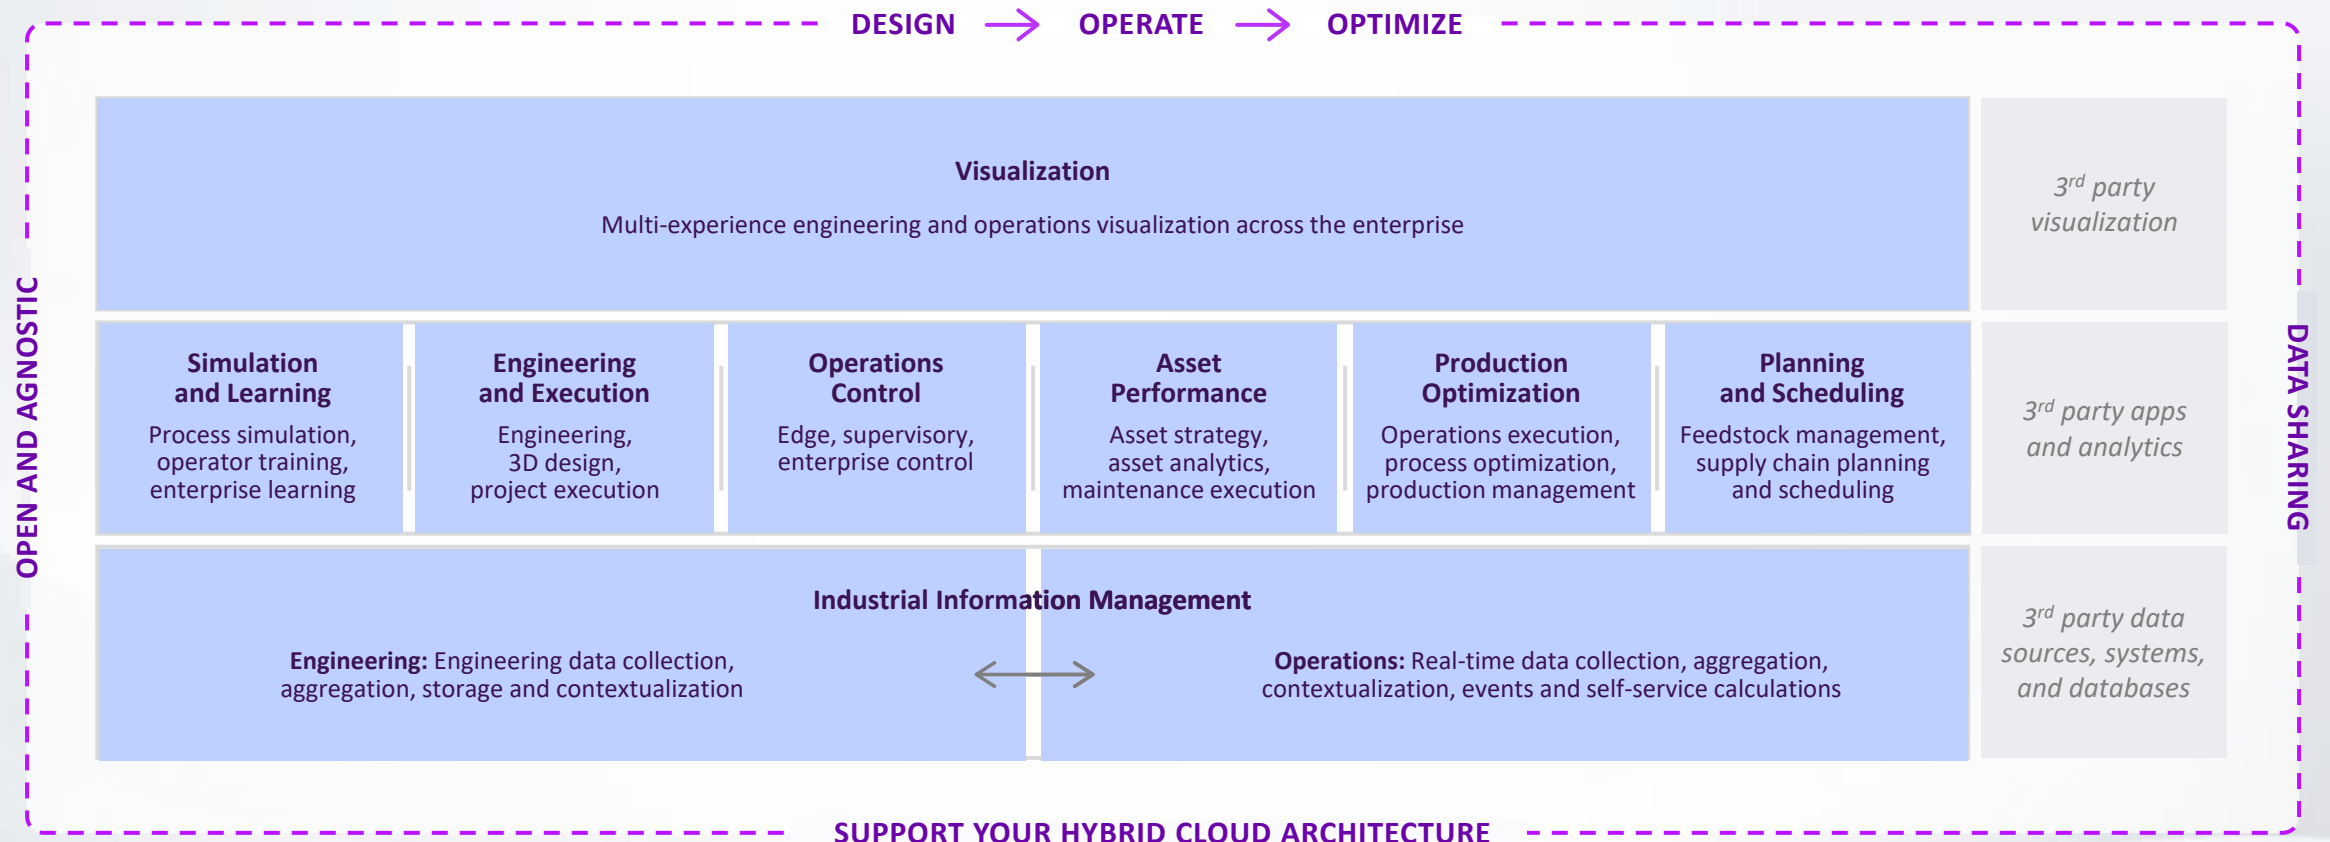 DESIGN → OPERATE → OPTIMIZE
OPEN AND AGNOSTIC
Visualization
Multi-experience engineering and operations visualization across the enterprise
3rd party
visualization
Simulation
and Learning
Process simulation,
operator training,
enterprise learning
Engineering
and Execution
Engineering,
3D design,
project execution
Operations
Control
Edge, supervisory,
enterprise control
Asset
Performance
Asset strategy,
asset analytics,
maintenance execution
Production
Optimization
Operations execution,
process optimization,
production management
Planning
and Scheduling
Feedstock management,
supply chain planning
and scheduling
3rd party apps
and analytics
Industrial Information Management
Engineering: Engineering data collection,
aggregation, storage and contextualization
Operations: Real-time data collection, aggregation,
contextualization, events and self-service calculations
3rd party data
sources, systems,
and databases
DATA SHARING
SUPPORT YOUR HYBRID CLOUD ARCHITECTURE